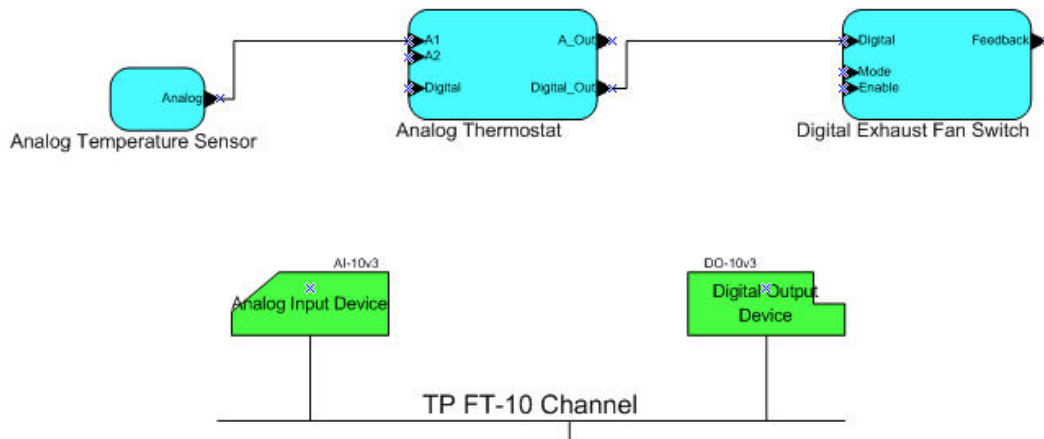 A1
A_Out
Digital
Feedback
A2
Mode
Analog
Digital
Digital_Out
Enable
Analog Temperature Sensor
Analog Thermostat
Digital Exhaust Fan Switch
AI-10v3
DO-10v3
Analog Input Device
Digital Output
Device
TP FT-10 Channel